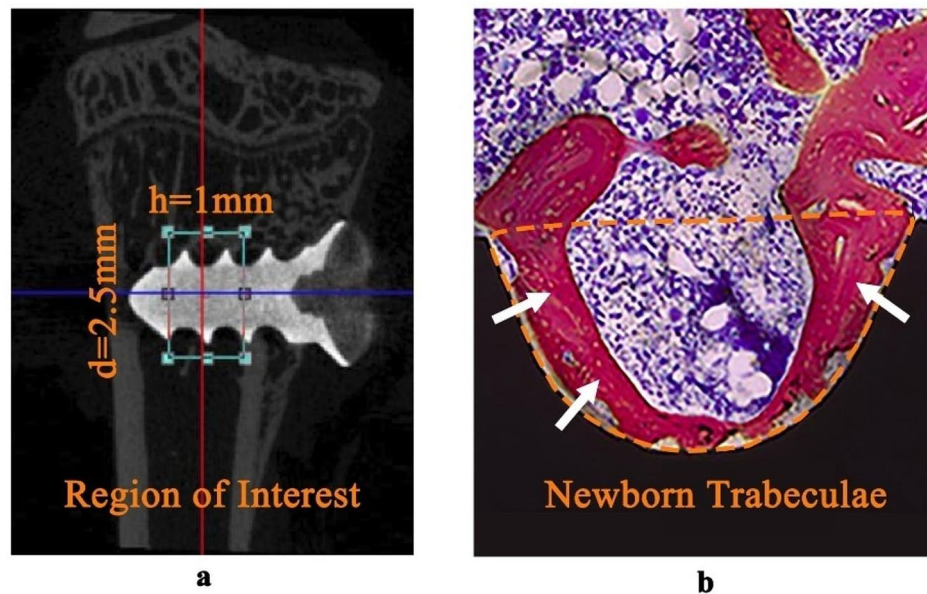 h=1mm
d=2.5mm
Region of Interest
a
Newborn Trabeculae
b